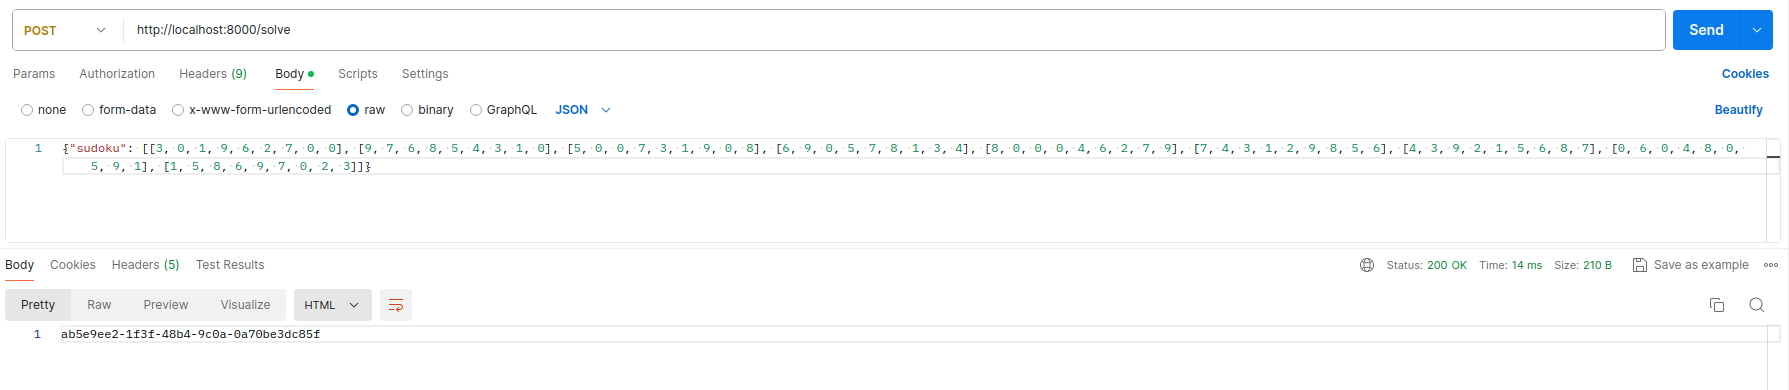 POST http://localhost:8000/solve Send
Params Authorization Headers (9) Body Scripts Settings Cookies
none form-data x-www-form-urlencoded raw binary GraphQL JSON Beautify
1 {"sudoku": [[3, 0, 1, 9, 6, 2, 7, 0, 0], [9, 7, 6, 8, 5, 4, 3, 1, 0], [5, 0, 0, 7, 3, 1, 9, 0, 8], [6, 9, 0, 5, 7, 8, 1, 3, 4], [8, 0, 0, 0, 4, 6, 2, 7, 9], [7, 4, 3, 1, 2, 9, 8, 5, 6], [4, 3, 9, 2, 1, 5, 6, 8, 7], [0, 6, 0, 4, 8, 0,
5, 9, 1], [1, 5, 8, 6, 9, 7, 0, 2, 3]]}
Body Cookies Headers (5) Test Results Status: 200 OK Time: 14 ms Size: 210 B Save as example
Pretty Raw Preview Visualize HTML
1 ab5e9ee2-1f3f-48b4-9c0a-0a70be3dc85f